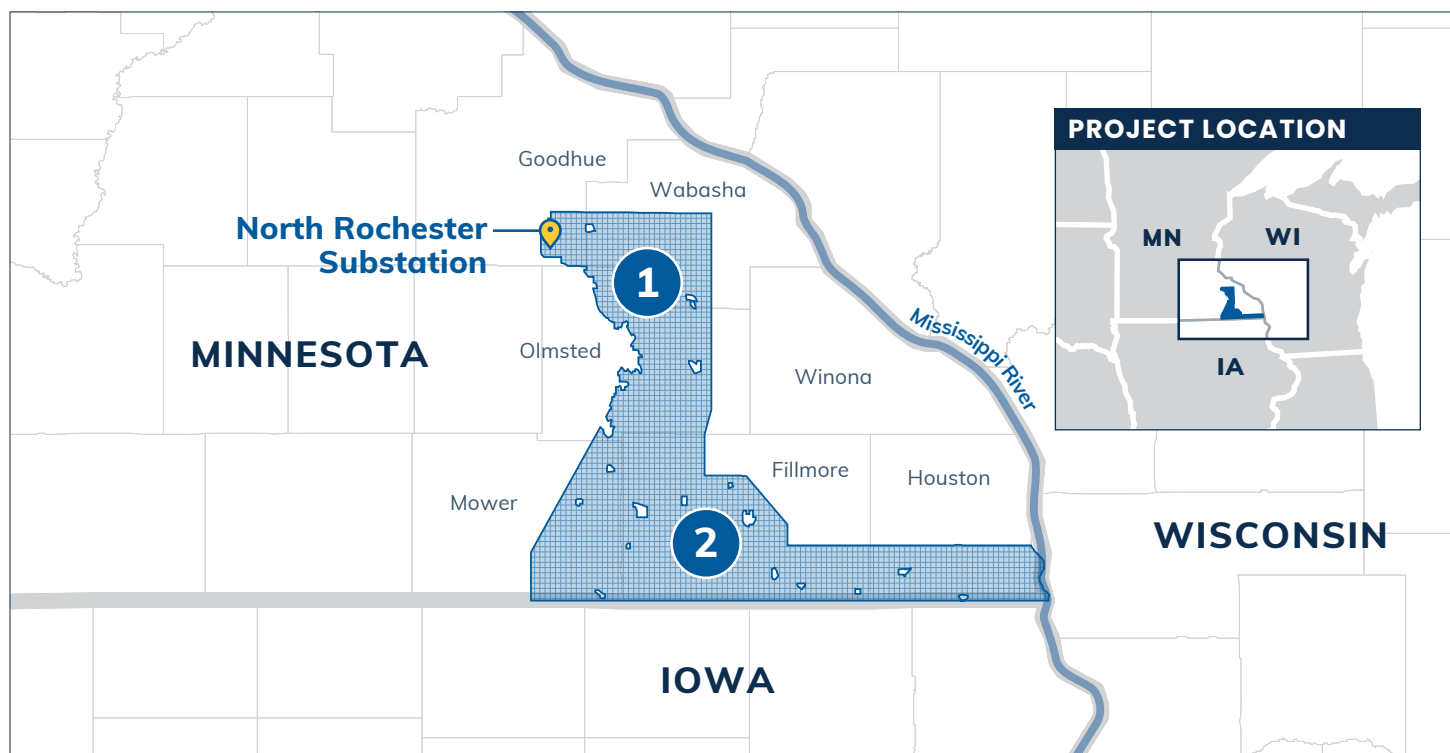 PROJECT LOCATION
Goodhue
Wabasha
North Rochester
Substation
MN
WI
1
Mississippi River
MINNESOTA
Olmsted
IA
Winona
Fillmore
Houston
Mower
2
WISCONSIN
IOWA